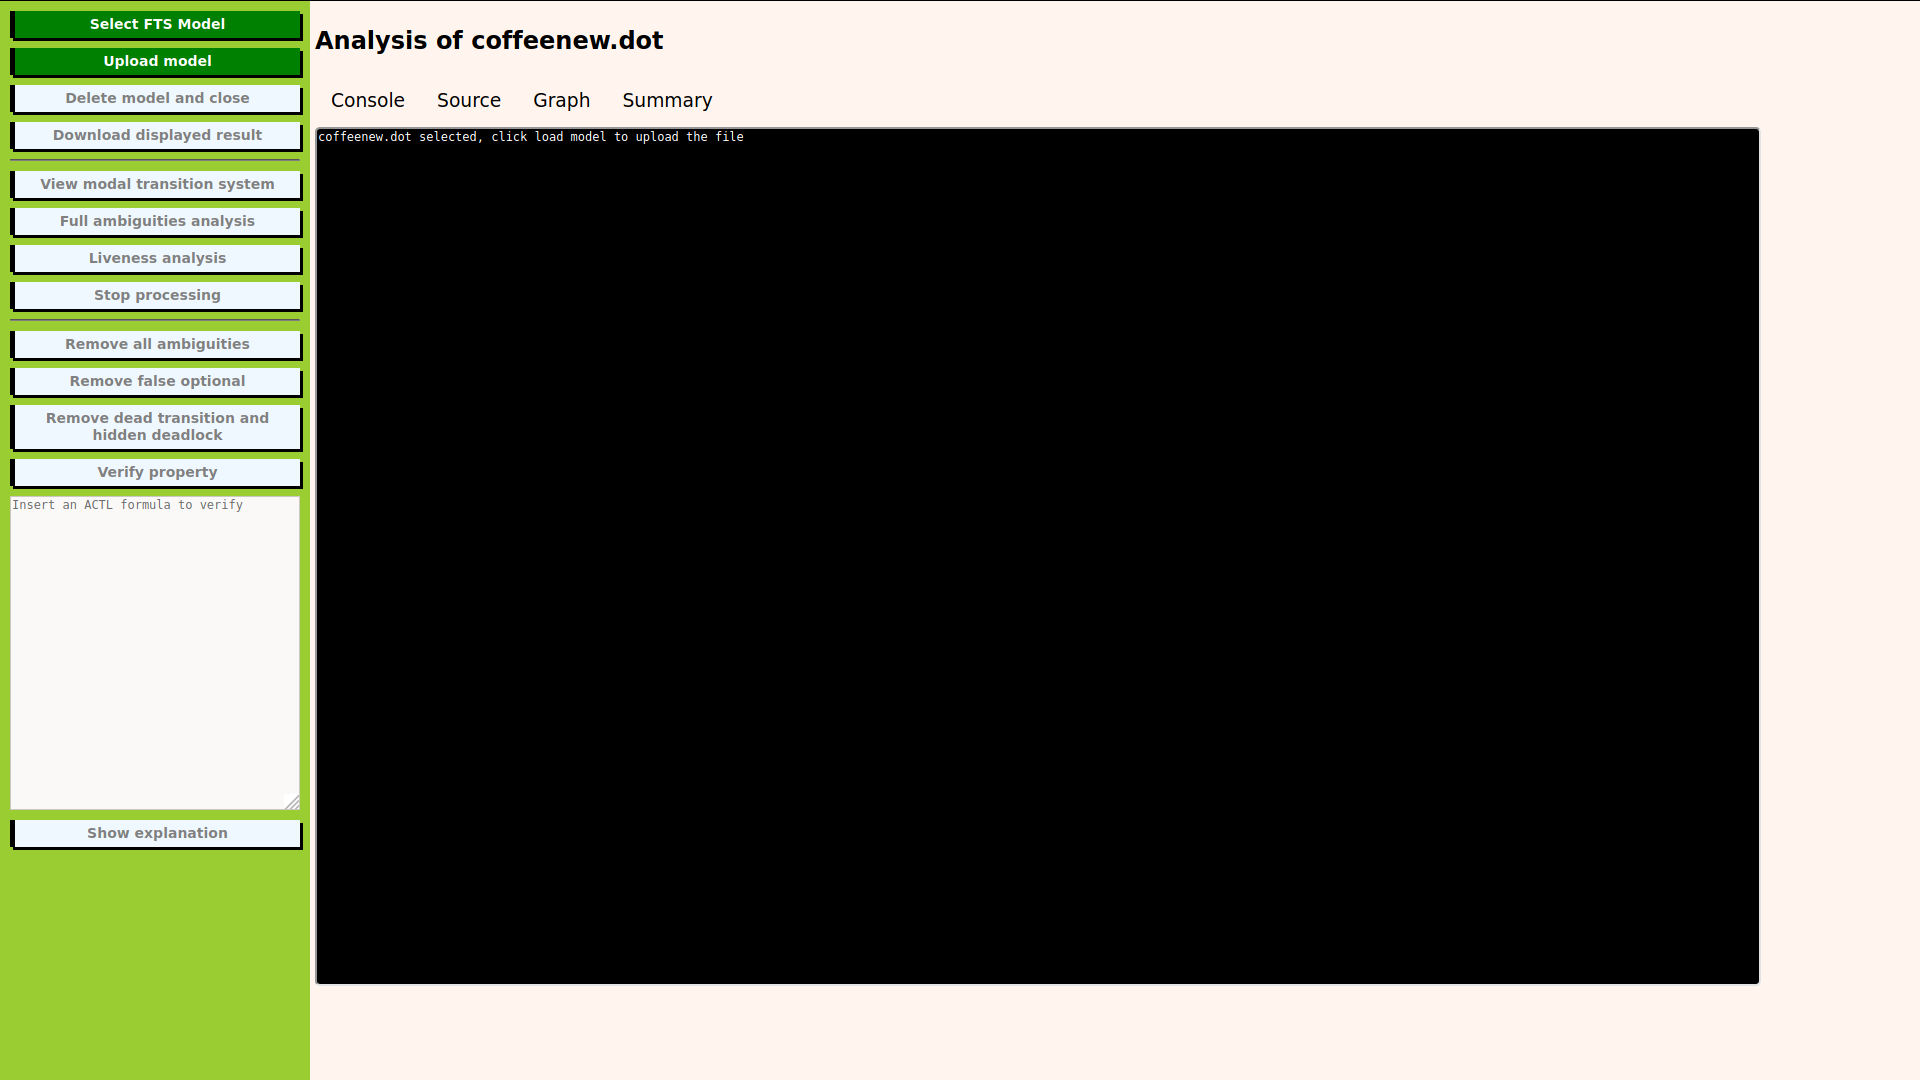 Select FTS Model
Upload model
Delete model and close
Download displayed result
View modal transition system
Full ambiguities analysis
Liveness analysis
Stop processing
Remove all ambiguities
Remove false optional
Remove dead transition and
hidden deadlock
Verify property
Insert an ACTL formula to verify
Show explanation
Analysis of coffeenew.dot
Console Source Graph Summary
coffeenew.dot selected, click load model to upload the file